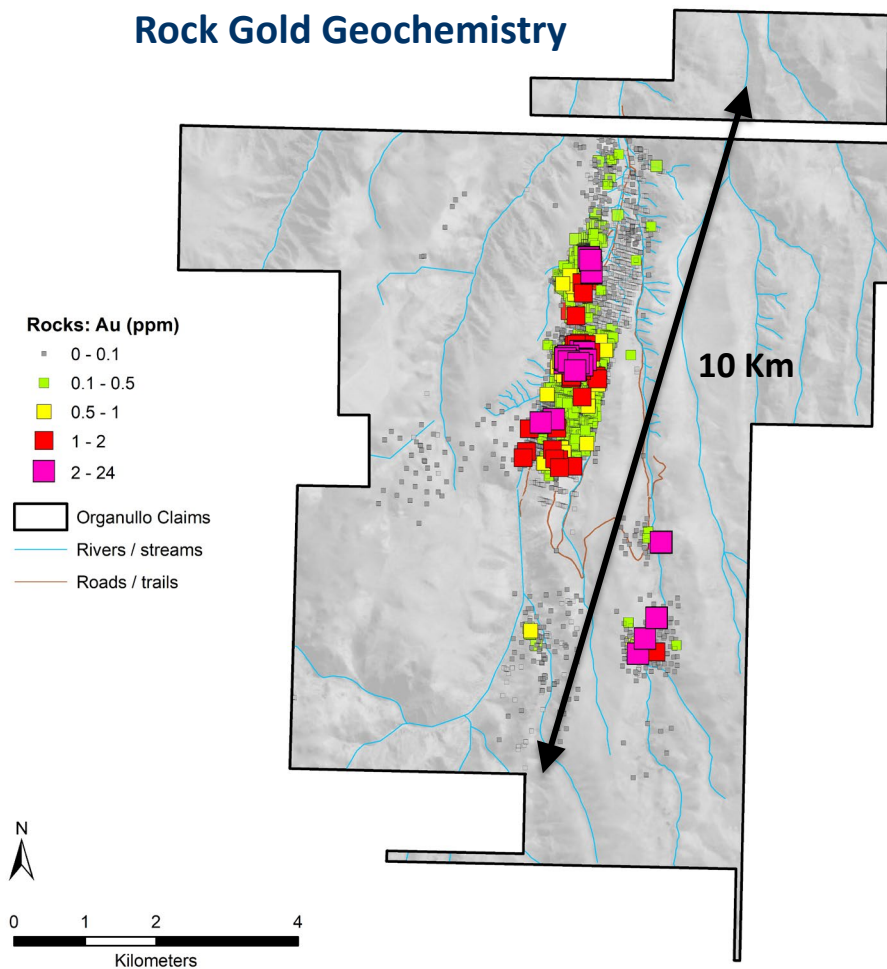 Rock Gold Geochemistry
10 Km
Rocks: Au (ppm)
0 - 0.1
0.1 - 0.5
0.5 - 1
1 - 2
2 - 24
Organullo Claims
Rivers / streams
Roads / trails
N
0 1 2 4
Kilometers